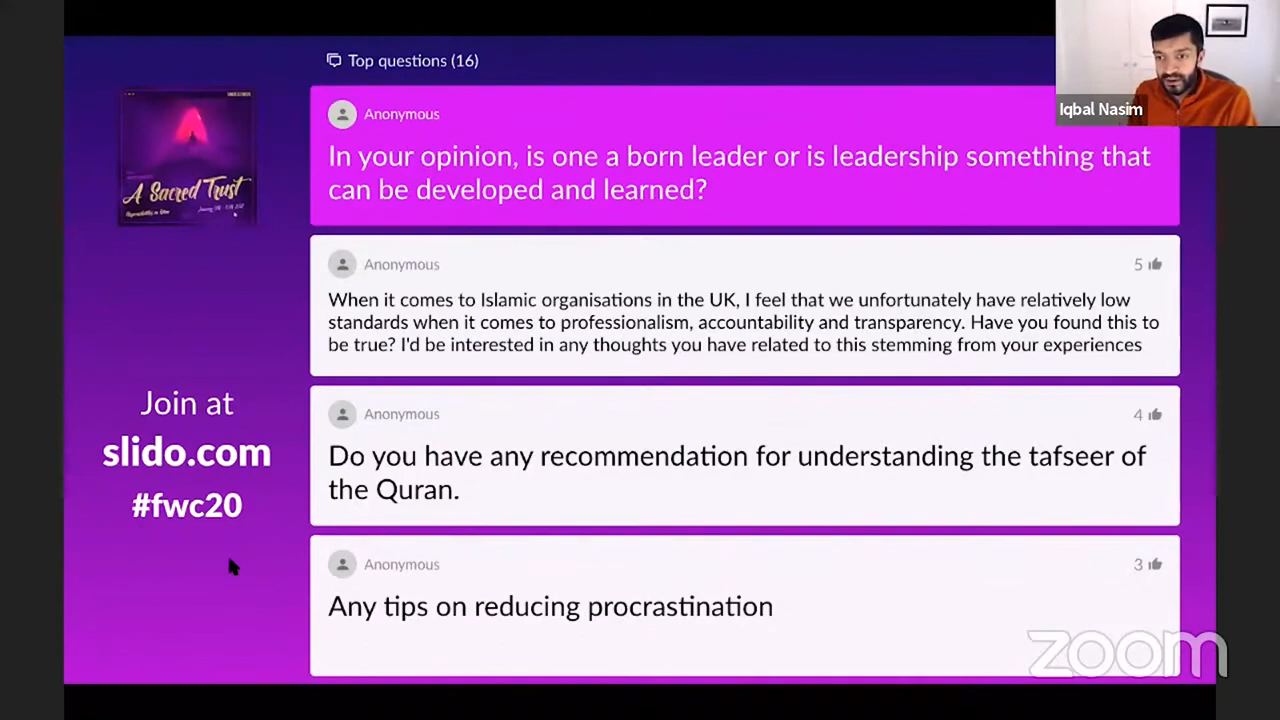 Top questions (16)
Anonymous
In your opinion, is one a born leader or is leadership something that
can be developed and learned?
Anonymous
5
When it comes to Islamic organisations in the UK, I feel that we unfortunately have relatively low
standards when it comes to professionalism, accountability and transparency. Have you found this to
be true? I'd be interested in any thoughts you have related to this stemming from your experiences
Anonymous
4
Do you have any recommendation for understanding the tafseer of
the Quran.
Anonymous
3
Any tips on reducing procrastination
A Sacred Trust
Join at
slido.com
#fwc20
Iqbal Nasim
zoom